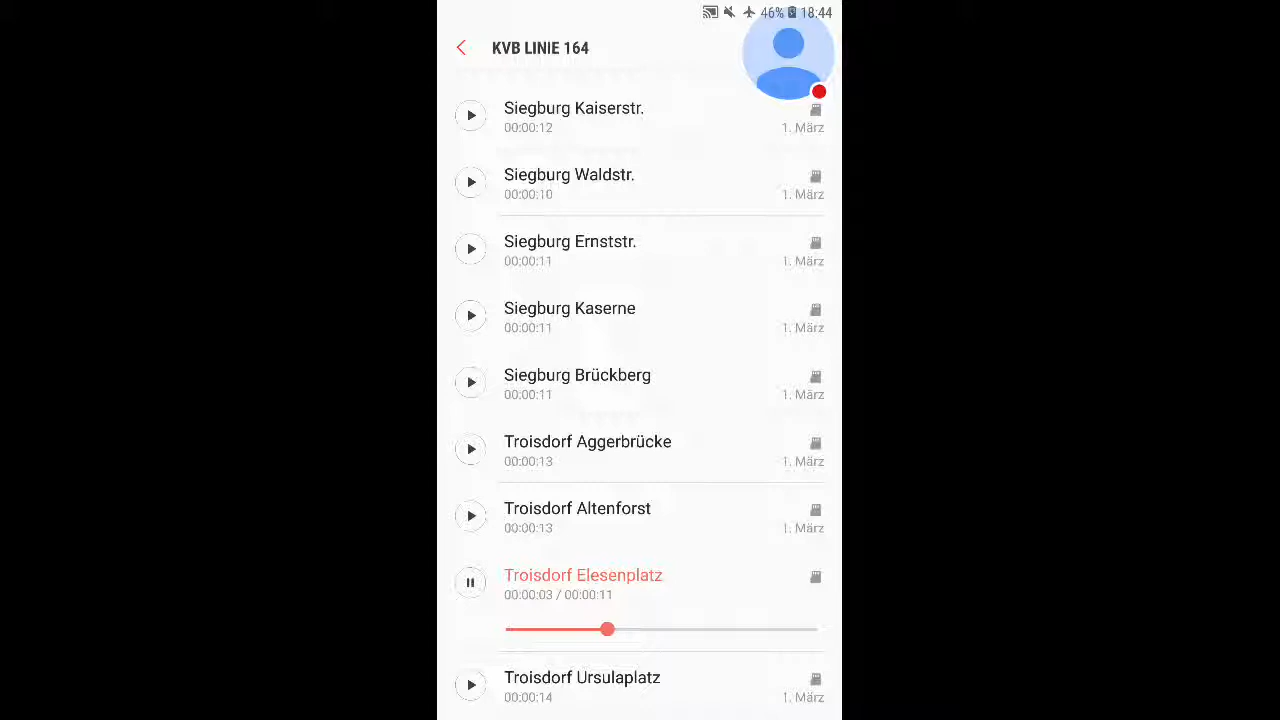 46% 18:44
KVB LINIE 164
Siegburg Kaiserstr.
00:00:12 1. März
Siegburg Waldstr.
00:00:10 1. März
Siegburg Ernststr.
00:00:11 1. März
Siegburg Kaserne
00:00:11 1. März
Siegburg Brückberg
00:00:11 1. März
Troisdorf Aggerbrücke
00:00:13 1. März
Troisdorf Altenforst
00:00:13 1. März
Troisdorf Elesenplatz
00:00:03 / 00:00:11
Troisdorf Ursulaplatz
00:00:14 1. März